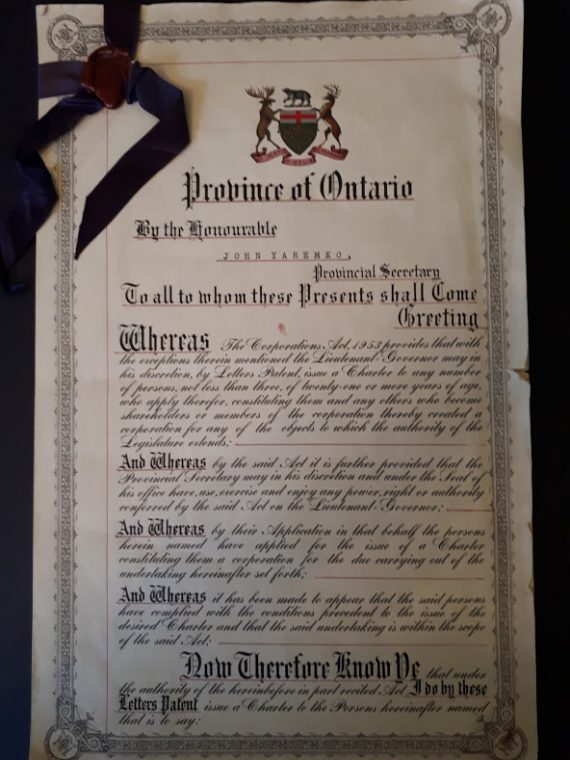 Province of Ontario
By the Honourable
JOHN YAREMKO,
Provincial Secretary
To all to whom these Presents shall Come
Greeting
Whereas The Corporations Act, 1953 provides that with
the exceptions therein mentioned the Lieutenant-Governor may in
his discretion, by Letters Patent, issue a Charter to any number
of persons, not less than three, of twenty-one or more years of age,
who apply therefor, constituting them and any others who become
shareholders or members of the corporation thereby created a
corporation for any of the objects to which the authority of the
Legislature extends;
And Whereas by the said Act it is further provided that the
Provincial Secretary may in his discretion and under the Seal of
his office have, use, exercise and enjoy any power, right or authority
conferred by the said Act on the Lieutenant-Governor;
And Whereas by their Application in that behalf the persons
herein named have applied for the issue of a Charter
constituting them a corporation for the due carrying out of the
undertaking hereinafter set forth;
And Whereas it has been made to appear that the said persons
have complied with the conditions precedent to the issue of the
desired Charter and that the said undertaking is within the scope
of the said Act;
Now Therefore Know Ye that under
the authority of the hereinbefore in part recited Act I do by these
Letters Patent issue a Charter to the Persons hereinafter named
that is to say: